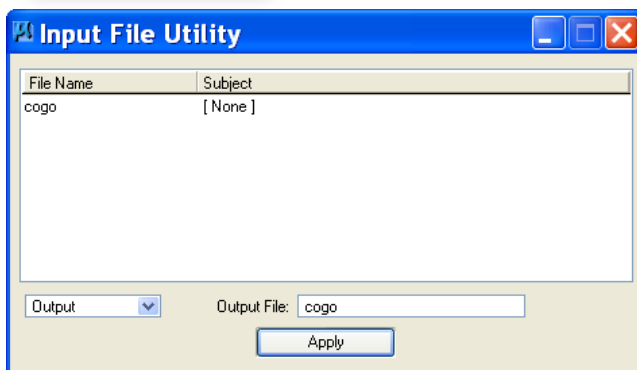 Input File Utility
File Name Subject
cogo [ None ]
Output Output File: cogo
Apply